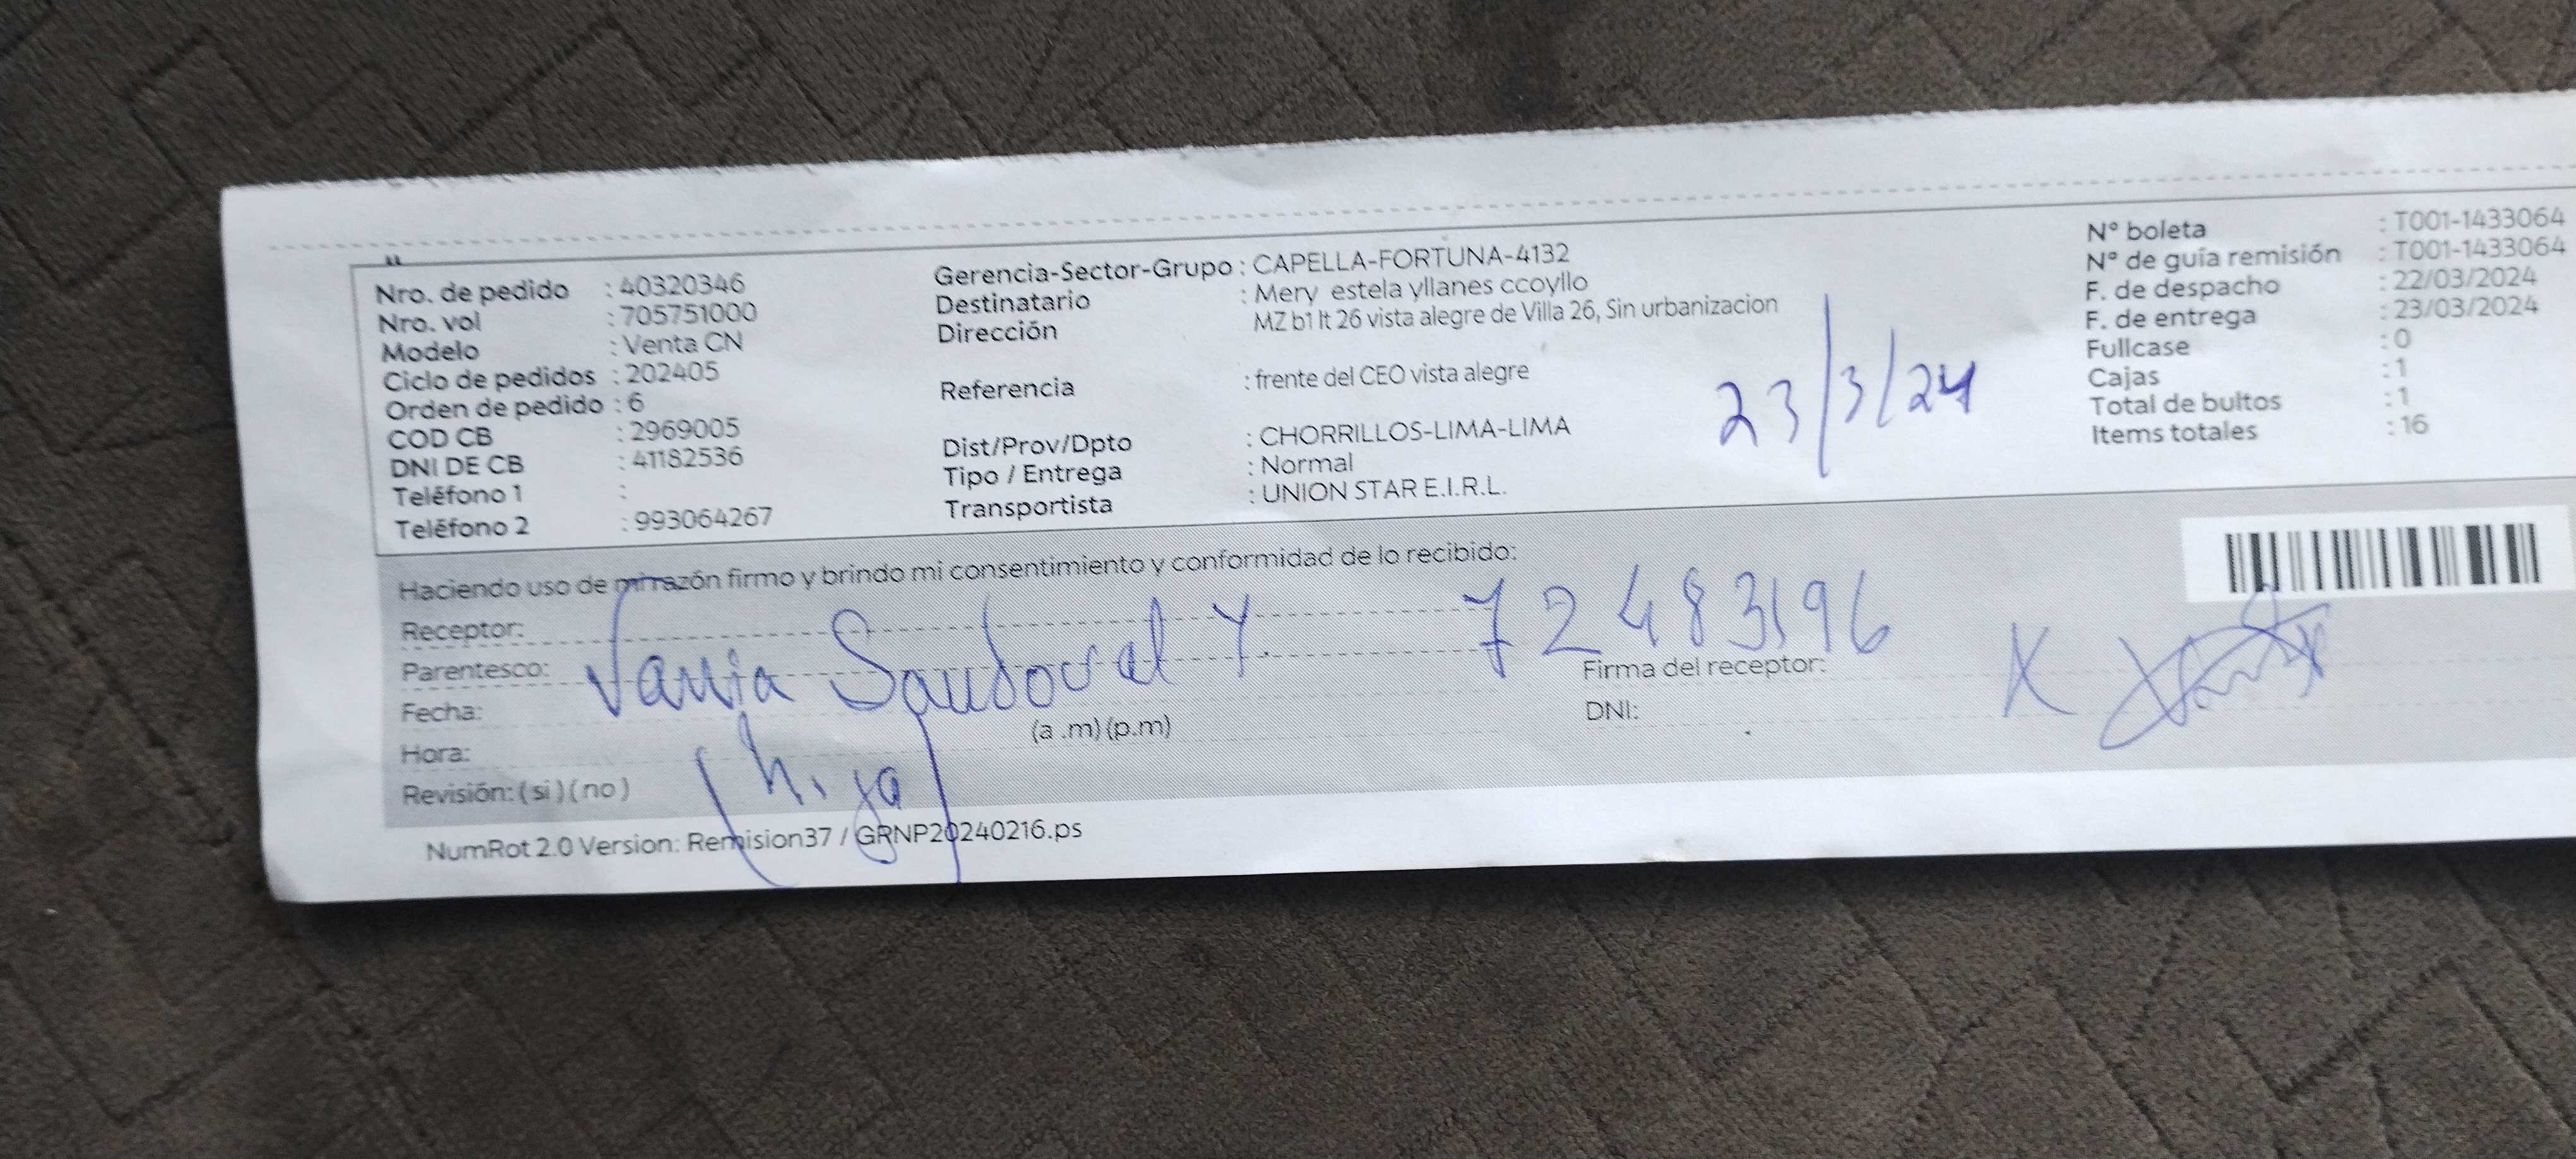 Nro. de pedido : 40320346
Nro. vol : 705751000
Modelo : Venta CN
Ciclo de pedidos : 202405
Orden de pedido : 6
COD CB : 2969005
DNI DE CB : 41182536
Teléfono 1 :
Teléfono 2 : 993064267
Gerencia-Sector-Grupo : CAPELLA-FORTUNA-4132
Destinatario : Mery estela yllanes ccoyllo
Dirección MZ b1 lt 26 vista alegre de Villa 26, Sin urbanizacion
Referencia : frente del CEO vista alegre
Dist/Prov/Dpto : CHORRILLOS-LIMA-LIMA
Tipo / Entrega : Normal
Transportista : UNION STAR E.I.R.L.
23/3/24
N° boleta : T001-1433064
N° de guía remisión : T001-1433064
F. de despacho : 22/03/2024
F. de entrega : 23/03/2024
Fullcase : 0
Cajas : 1
Total de bultos : 1
Items totales : 16
Haciendo uso de mi razón firmo y brindo mi consentimiento y conformidad de lo recibido:
Receptor:
Parentesco: Vania Sandoval Y. 72483196
Firma del receptor: X
Fecha:
(a .m) (p.m)
DNI:
Hora:
(hija)
Revisión: ( si ) ( no )
NumRot 2.0 Version: Remision37 / GRNP20240216.ps